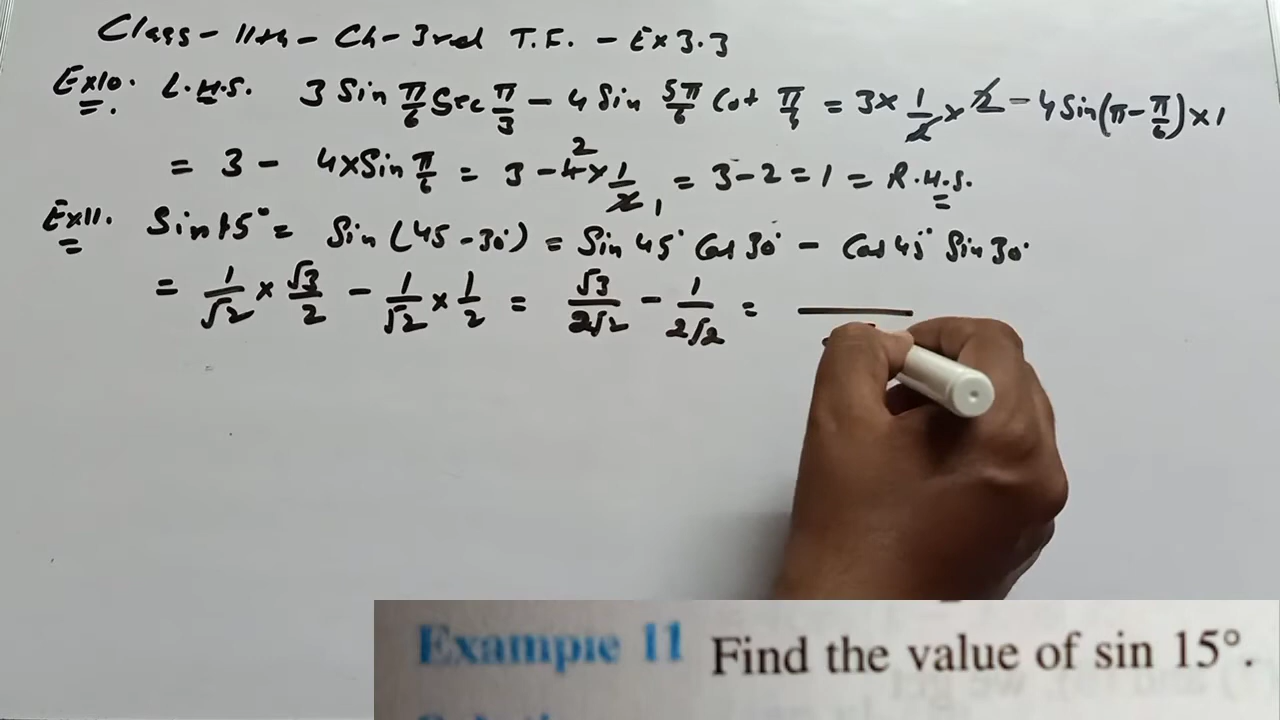 Class - 11th - Ch - 3rd T.F. - Ex 3.3
Ex10. L.H.S. 3 Sin π/6 Sec π/3 - 4 Sin 5π/6 Cot π/4 = 3 × 1/2 × 2 - 4 Sin(π - π/6) × 1
= 3 - 4 × Sin π/6 = 3 - 4 2 × 1/2 1 = 3 - 2 = 1 = R.H.S.
Ex11. Sin 15° = Sin (45 - 30°) = Sin 45° Cos 30° - Cos 45° Sin 30°
= 1/√2 × √3/2 - 1/√2 × 1/2 = √3/2√2 - 1/2√2 =
Example 11 Find the value of sin 15°.